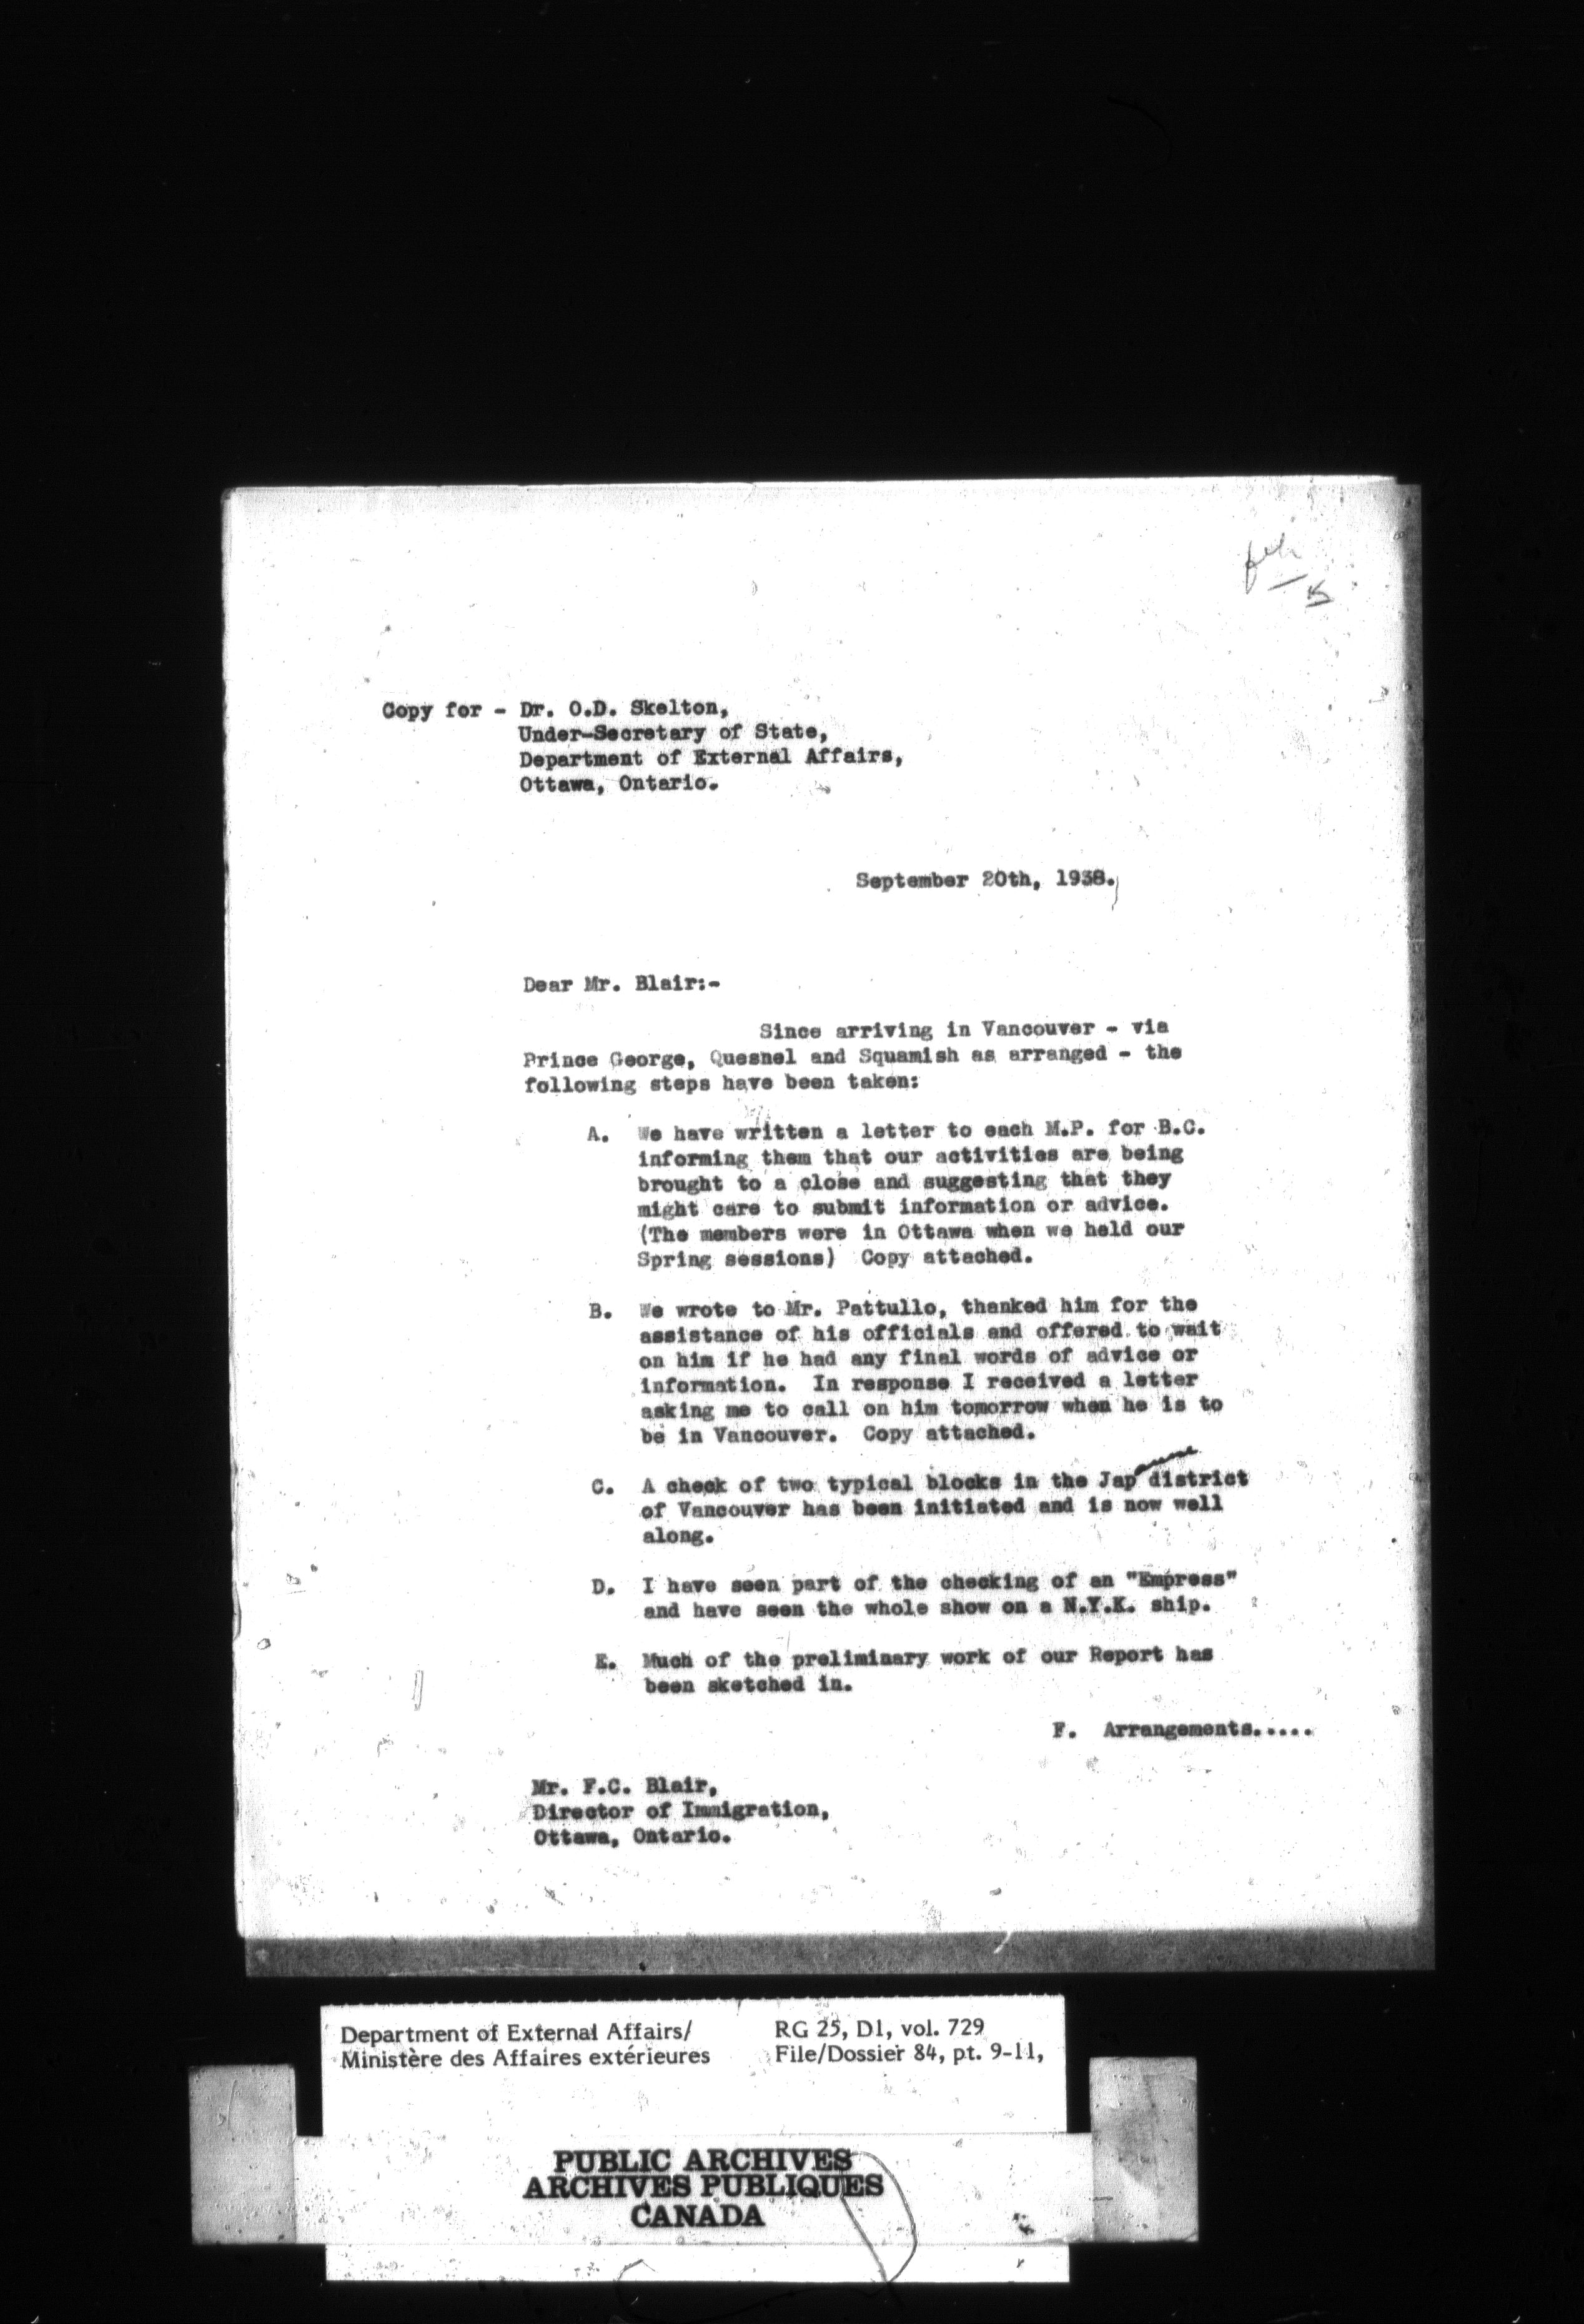 Copy for - Dr. O.D. Skelton,
Under-Secretary of State,
Department of External Affairs,
Ottawa, Ontario.
September 20th, 1938.
Dear Mr. Blair:-
Since arriving in Vancouver - via
Prince George, Quesnel and Squamish as arranged - the
following steps have been taken:
A. We have written a letter to each M.P. for B.C.
informing them that our activities are being
brought to a close and suggesting that they
might care to submit information or advice.
(The members were in Ottawa when we held our
Spring sessions) Copy attached.
B. We wrote to Mr. Pattullo, thanked him for the
assistance of his officials and offered to wait
on him if he had any final words of advice or
information. In response I received a letter
asking me to call on him tomorrow when he is to
be in Vancouver. Copy attached.
C. A check of two typical blocks in the Japanese district
of Vancouver has been initiated and is now well
along.
D. I have seen part of the checking of an "Empress"
and have seen the whole show on a N.Y.K. ship.
E. Much of the preliminary work of our Report has
been sketched in.
F. Arrangements.....
Mr. F.C. Blair,
Director of Immigration,
Ottawa, Ontario.
Department of External Affairs/
Ministère des Affaires extérieures
RG 25, D1, vol. 729
File/Dossier 84, pt. 9-11,
PUBLIC ARCHIVES
ARCHIVES PUBLIQUES
CANADA